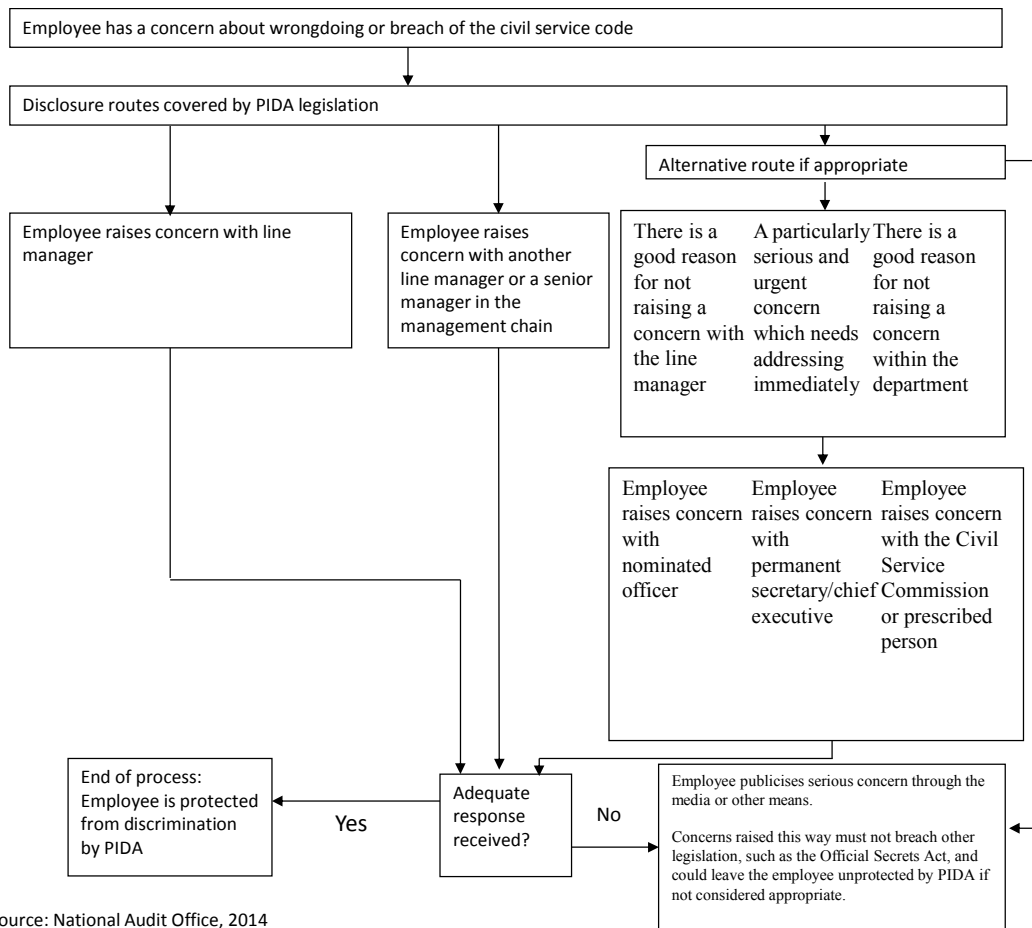 Employee has a concern about wrongdoing or breach of the civil service code
Disclosure routes covered by PIDA legislation
Alternative route if appropriate
Employee raises concern with line
manager
Employee raises
concern with another
line manager or a senior
manager in the
management chain
There is a
good reason
for not
raising a
concern with
the line
manager
A particularly
serious and
urgent
concern
which needs
addressing
immediately
There is a
good reason
for not
raising a
concern
within the
department
Employee
raises concern
with
nominated
officer
Employee
raises concern
with
permanent
secretary/chief
executive
Employee
raises concern
with the Civil
Service
Commission
or prescribed
person
End of process:
Employee is protected
from discrimination
by PIDA
Yes
Adequate
response
received?
No
Employee publicises serious concern through the
media or other means.
Concerns raised this way must not breach other
legislation, such as the Official Secrets Act, and
could leave the employee unprotected by PIDA if
not considered appropriate.
ource: National Audit Office, 2014